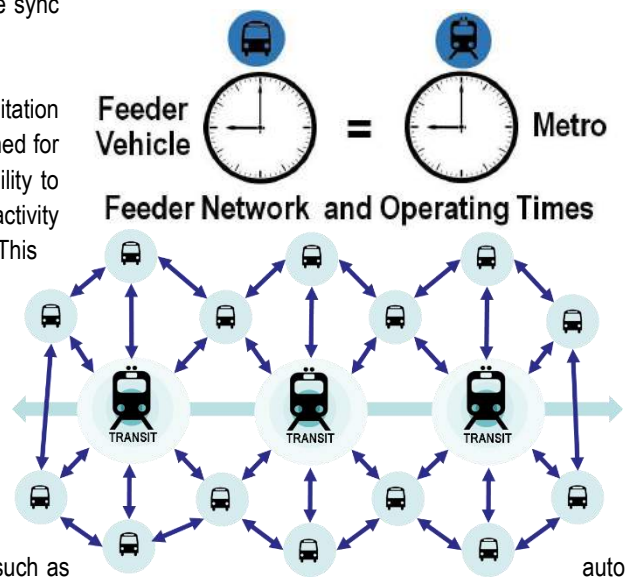 e sync
itation
ned for
ility to
activity
This
Feeder
Vehicle
=
Metro
Feeder Network and Operating Times
TRANSIT
TRANSIT
TRANSIT
such as
auto